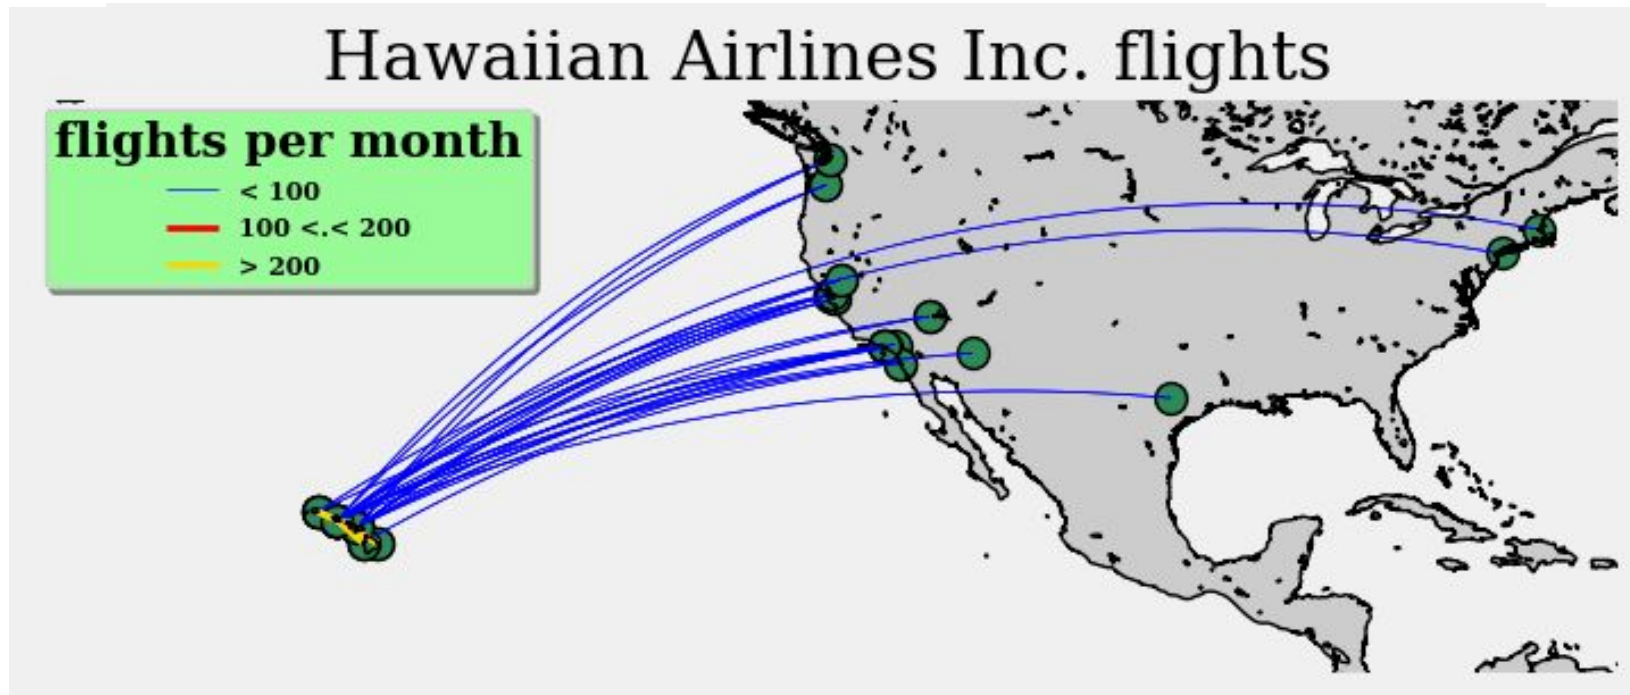 Hawaiian Airlines Inc. flights
flights per month
< 100
100 <.< 200
> 200